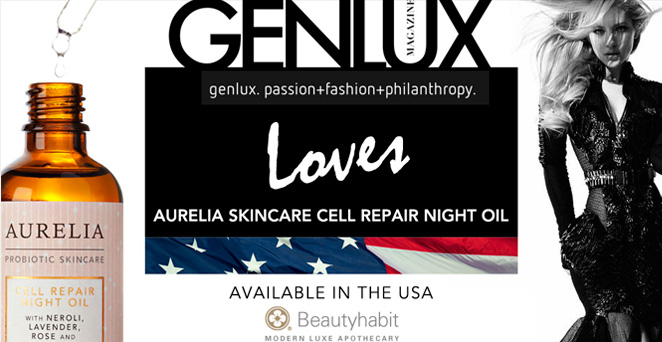 GENLUX
MAGAZINE
genlux. passion+fashion+philanthropy.
Loves
AURELIA SKINCARE CELL REPAIR NIGHT OIL
AVAILABLE IN THE USA
Beautyhabit
MODERN LUXE APOTHECARY
AURELIA
PROBIOTIC SKINCARE
CELL REPAIR
NIGHT OIL
WITH NEROLI,
LAVENDER,
ROSE AND